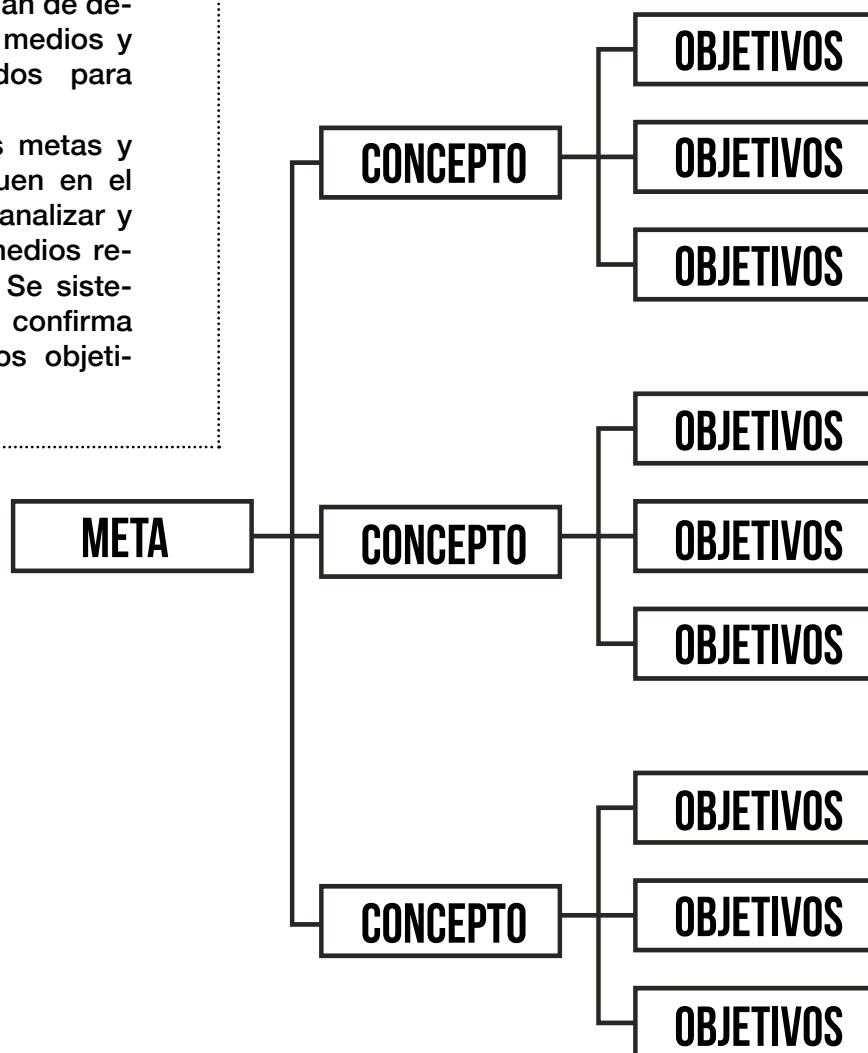 an de de-
medios y
dos para
s metas y
uen en el
analizar y
medios re-
Se siste-
confirma
os objeti-
META
CONCEPTO
OBJETIVOS
OBJETIVOS
OBJETIVOS
CONCEPTO
OBJETIVOS
OBJETIVOS
OBJETIVOS
CONCEPTO
OBJETIVOS
OBJETIVOS
OBJETIVOS